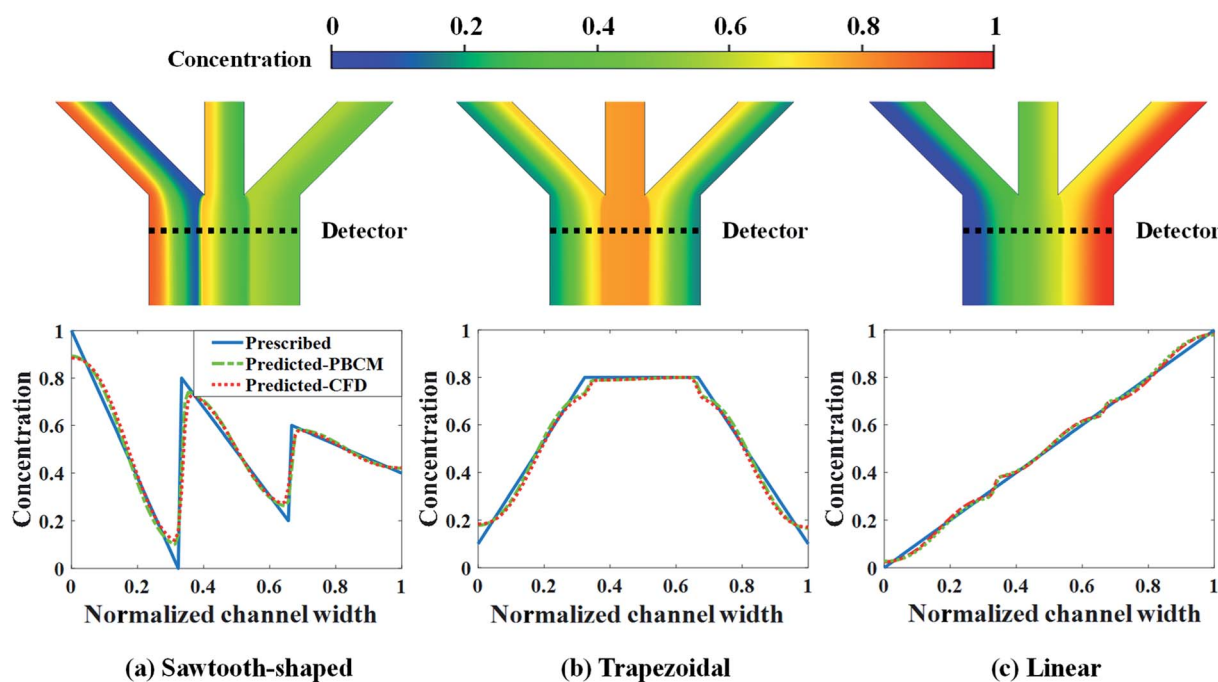 0 0.2 0.4 0.6 0.8 1
Concentration
Detector Detector Detector
Prescribed
Predicted-PBCM
Predicted-CFD
Concentration
1
0.8
0.6
0.4
0.2
0
0 0.2 0.4 0.6 0.8 1
Normalized channel width
(a) Sawtooth-shaped
Concentration
1
0.8
0.6
0.4
0.2
0
0 0.2 0.4 0.6 0.8 1
Normalized channel width
(b) Trapezoidal
Concentration
1
0.8
0.6
0.4
0.2
0
0 0.2 0.4 0.6 0.8 1
Normalized channel width
(c) Linear